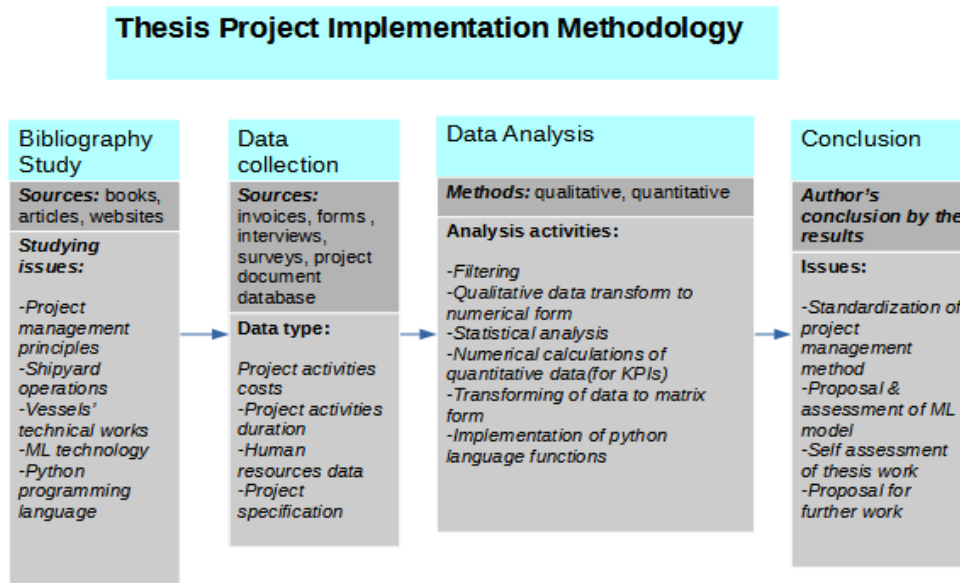 Thesis Project Implementation Methodology
Bibliography
Study
Sources: books,
articles, websites
Studying
issues:
-Project
management
principles
-Shipyard
operations
-Vessels'
technical works
-ML technology
-Python
programming
language
Data
collection
Sources:
invoices, forms ,
interviews,
surveys, project
document
database
Data type:
Project activities
costs
-Project activities
duration
-Human
resources data
-Project
specification
Data Analysis
Methods: qualitative, quantitative
Analysis activities:
-Filtering
-Qualitative data transform to
numerical form
-Statistical analysis
-Numerical calculations of
quantitative data(for KPIs)
-Transforming of data to matrix
form
-Implementation of python
language functions
Conclusion
Author's
conclusion by the
results
Issues:
-Standardization of
project
management
method
-Proposal &
assessment of ML
model
-Self assessment
of thesis work
-Proposal for
further work